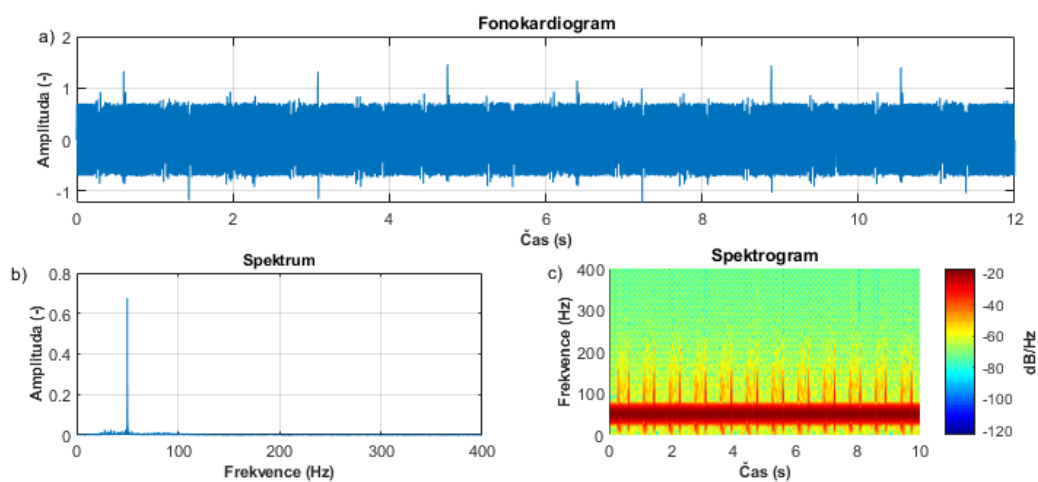 Fonokardiogram
a)
2
1
0
-1
Amplituda (-)
0 2 4 6 8 10 12
Čas (s)
b)
Spektrum
0.8
0.6
0.4
0.2
0
Amplituda (-)
0 100 200 300 400
Frekvence (Hz)
c)
Spektrogram
400
300
200
100
0
Frekvence (Hz)
0 2 4 6 8 10
Čas (s)
-20
-40
-60
-80
-100
-120
dB/Hz